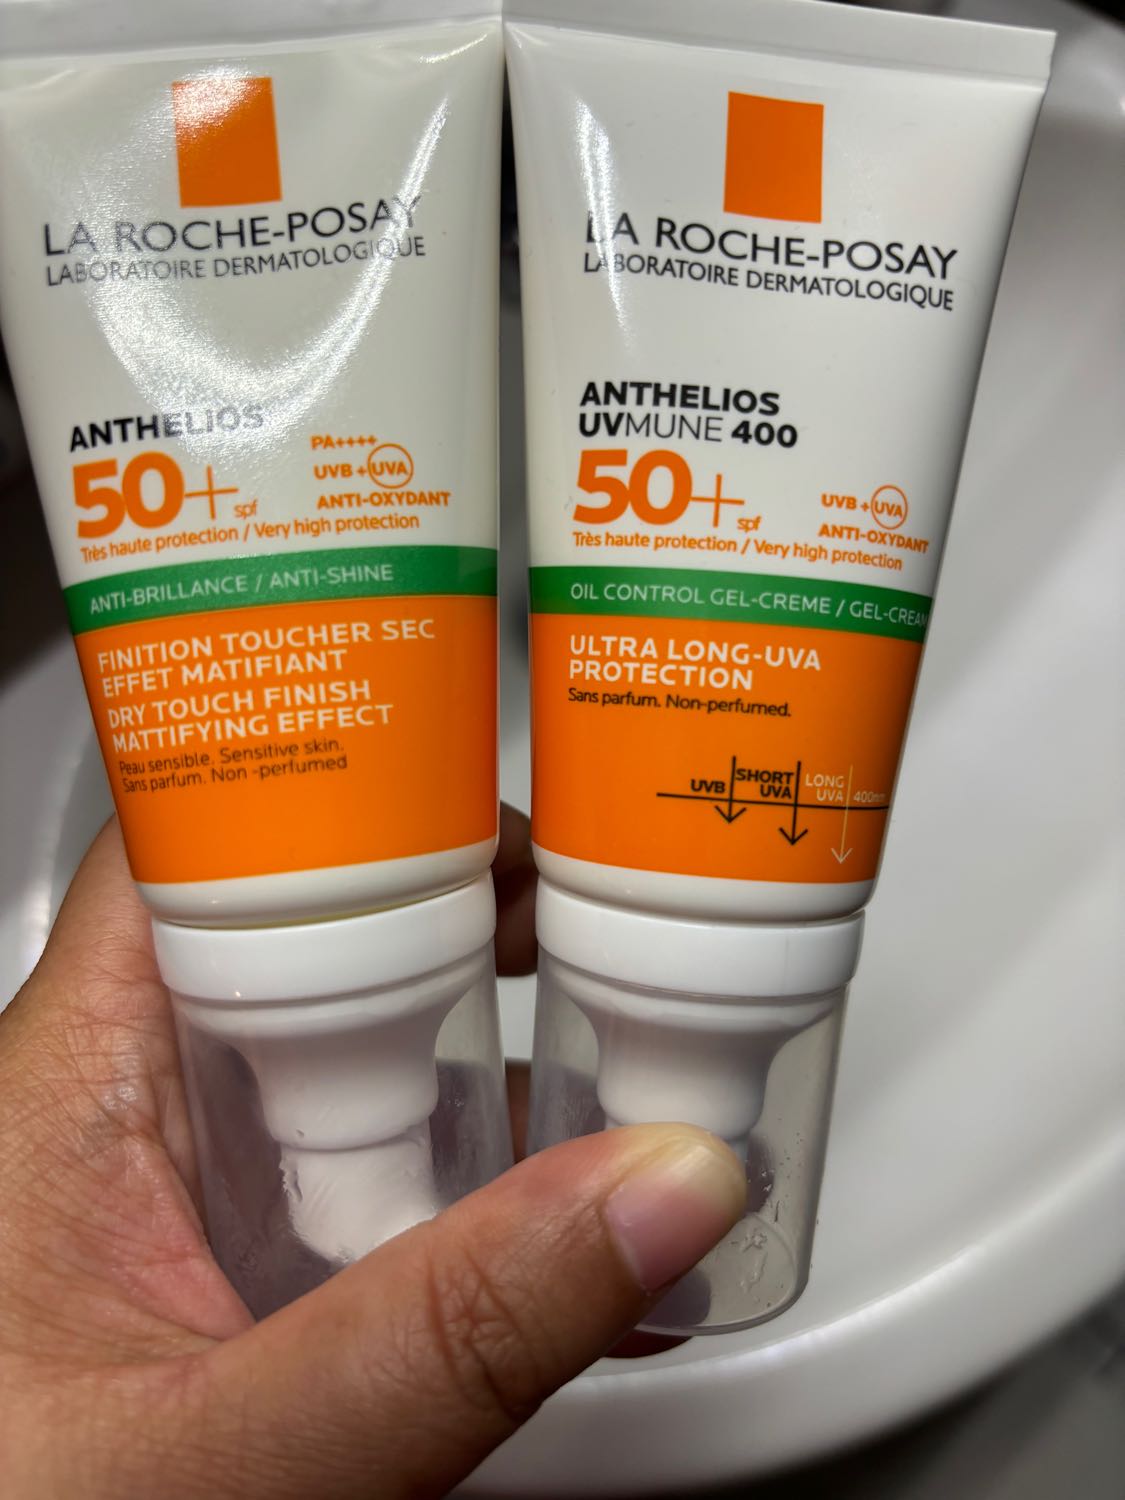 LA ROCHE-POSAY
LABORATOIRE DERMATOLOGIQUE
ANTHELIOS
50+ spf
PA++++
UVB + UVA
ANTI-OXYDANT
Très haute protection / Very high protection
ANTI-BRILLANCE / ANTI-SHINE
FINITION TOUCHER SEC
EFFET MATIFIANT
DRY TOUCH FINISH
MATTIFYING EFFECT
Peau sensible. Sensitive skin.
Sans parfum. Non -perfumed
LA ROCHE-POSAY
LABORATOIRE DERMATOLOGIQUE
ANTHELIOS
UVMUNE 400
50+ spf
UVB + UVA
ANTI-OXYDANT
Très haute protection / Very high protection
OIL CONTROL GEL-CREME / GEL-CREAM
ULTRA LONG-UVA
PROTECTION
Sans parfum. Non-perfumed.
UVB
SHORT
UVA
LONG
UVA
400nm